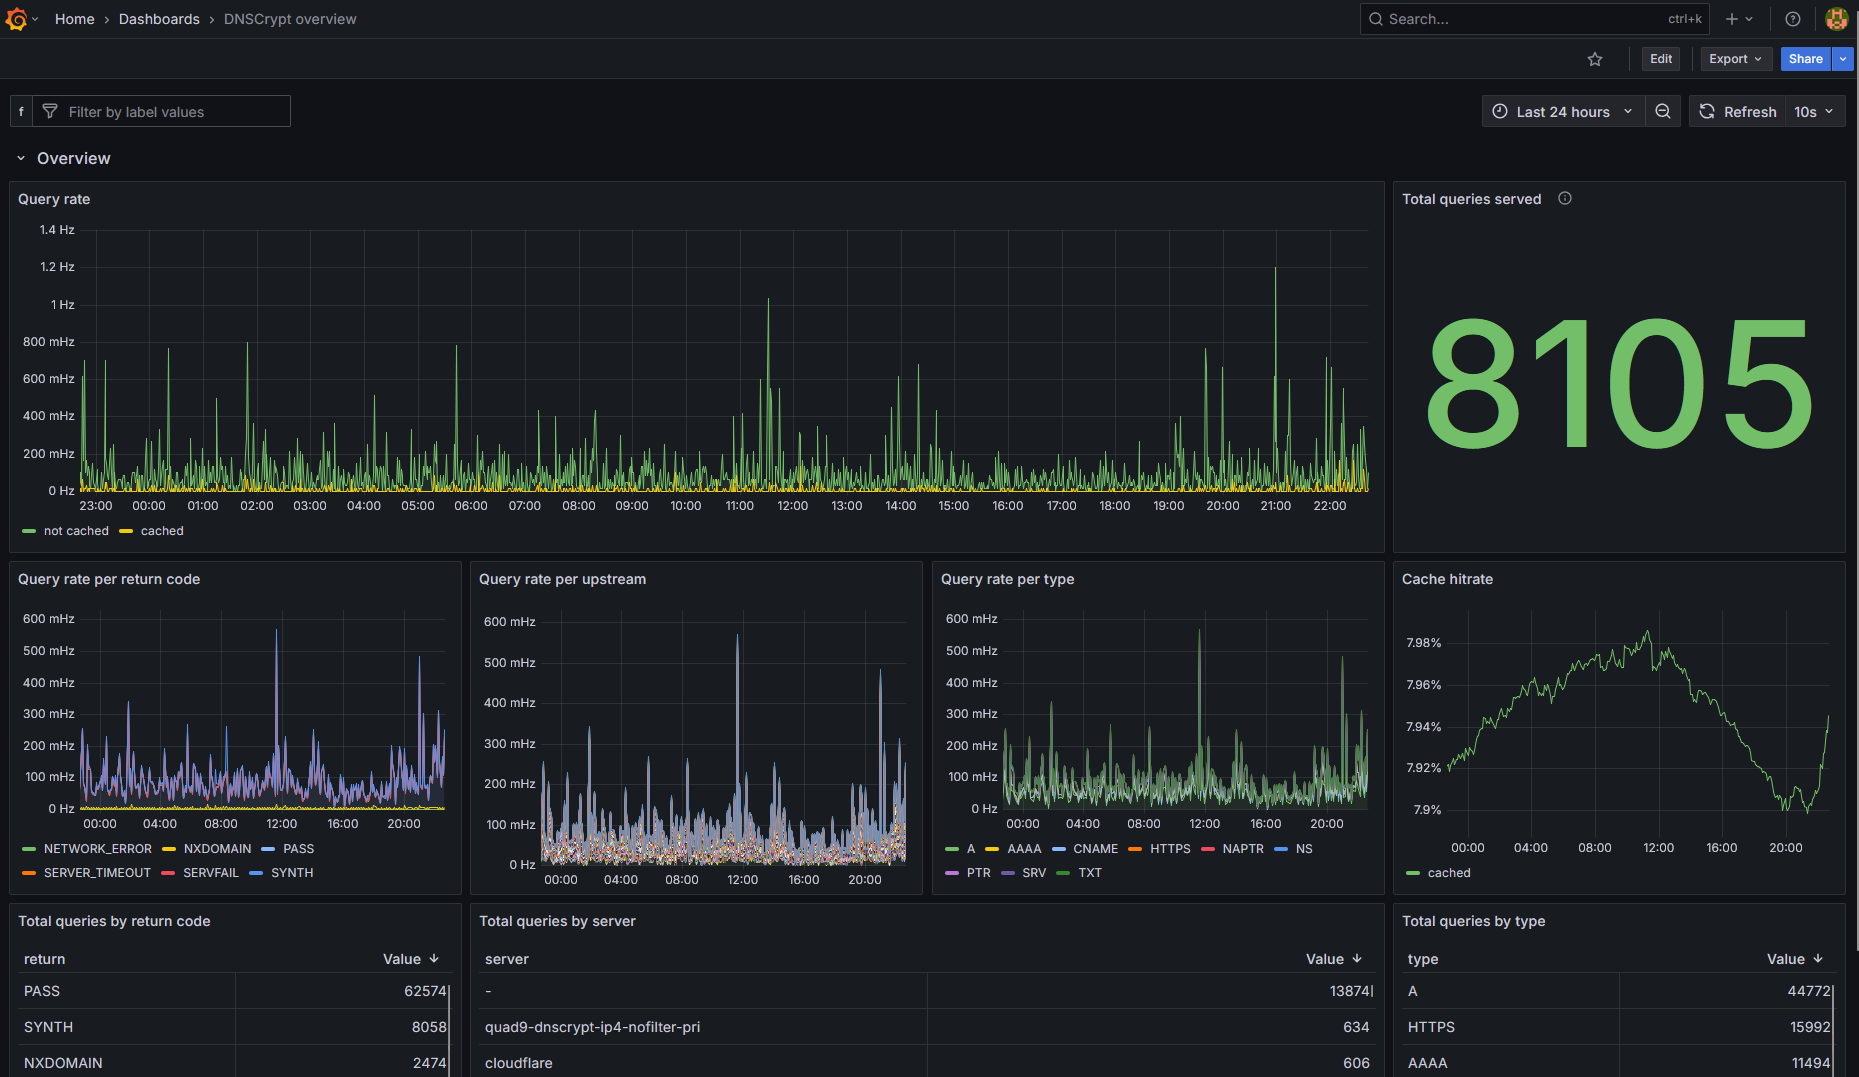 Home › Dashboards › DNSCrypt overview
Search... ctrl+k
Edit Export Share
f Filter by label values
Last 24 hours Refresh 10s
Overview
Query rate
1.4 Hz
1.2 Hz
1 Hz
800 mHz
600 mHz
400 mHz
200 mHz
0 Hz
23:00 00:00 01:00 02:00 03:00 04:00 05:00 06:00 07:00 08:00 09:00 10:00 11:00 12:00 13:00 14:00 15:00 16:00 17:00 18:00 19:00 20:00 21:00 22:00
not cached cached
Total queries served
8105
Query rate per return code
600 mHz
500 mHz
400 mHz
300 mHz
200 mHz
100 mHz
0 Hz
00:00 04:00 08:00 12:00 16:00 20:00
NETWORK_ERROR NXDOMAIN PASS
SERVER_TIMEOUT SERVFAIL SYNTH
Query rate per upstream
600 mHz
500 mHz
400 mHz
300 mHz
200 mHz
100 mHz
0 Hz
00:00 04:00 08:00 12:00 16:00 20:00
Query rate per type
600 mHz
500 mHz
400 mHz
300 mHz
200 mHz
100 mHz
0 Hz
00:00 04:00 08:00 12:00 16:00 20:00
A AAAA CNAME HTTPS NAPTR NS
PTR SRV TXT
Cache hitrate
7.98%
7.96%
7.94%
7.92%
7.9%
00:00 04:00 08:00 12:00 16:00 20:00
cached
Total queries by return code
return Value
PASS 62574
SYNTH 8058
NXDOMAIN 2474
Total queries by server
server Value
- 13874
quad9-dnscrypt-ip4-nofilter-pri 634
cloudflare 606
Total queries by type
type Value
A 44772
HTTPS 15992
AAAA 11494